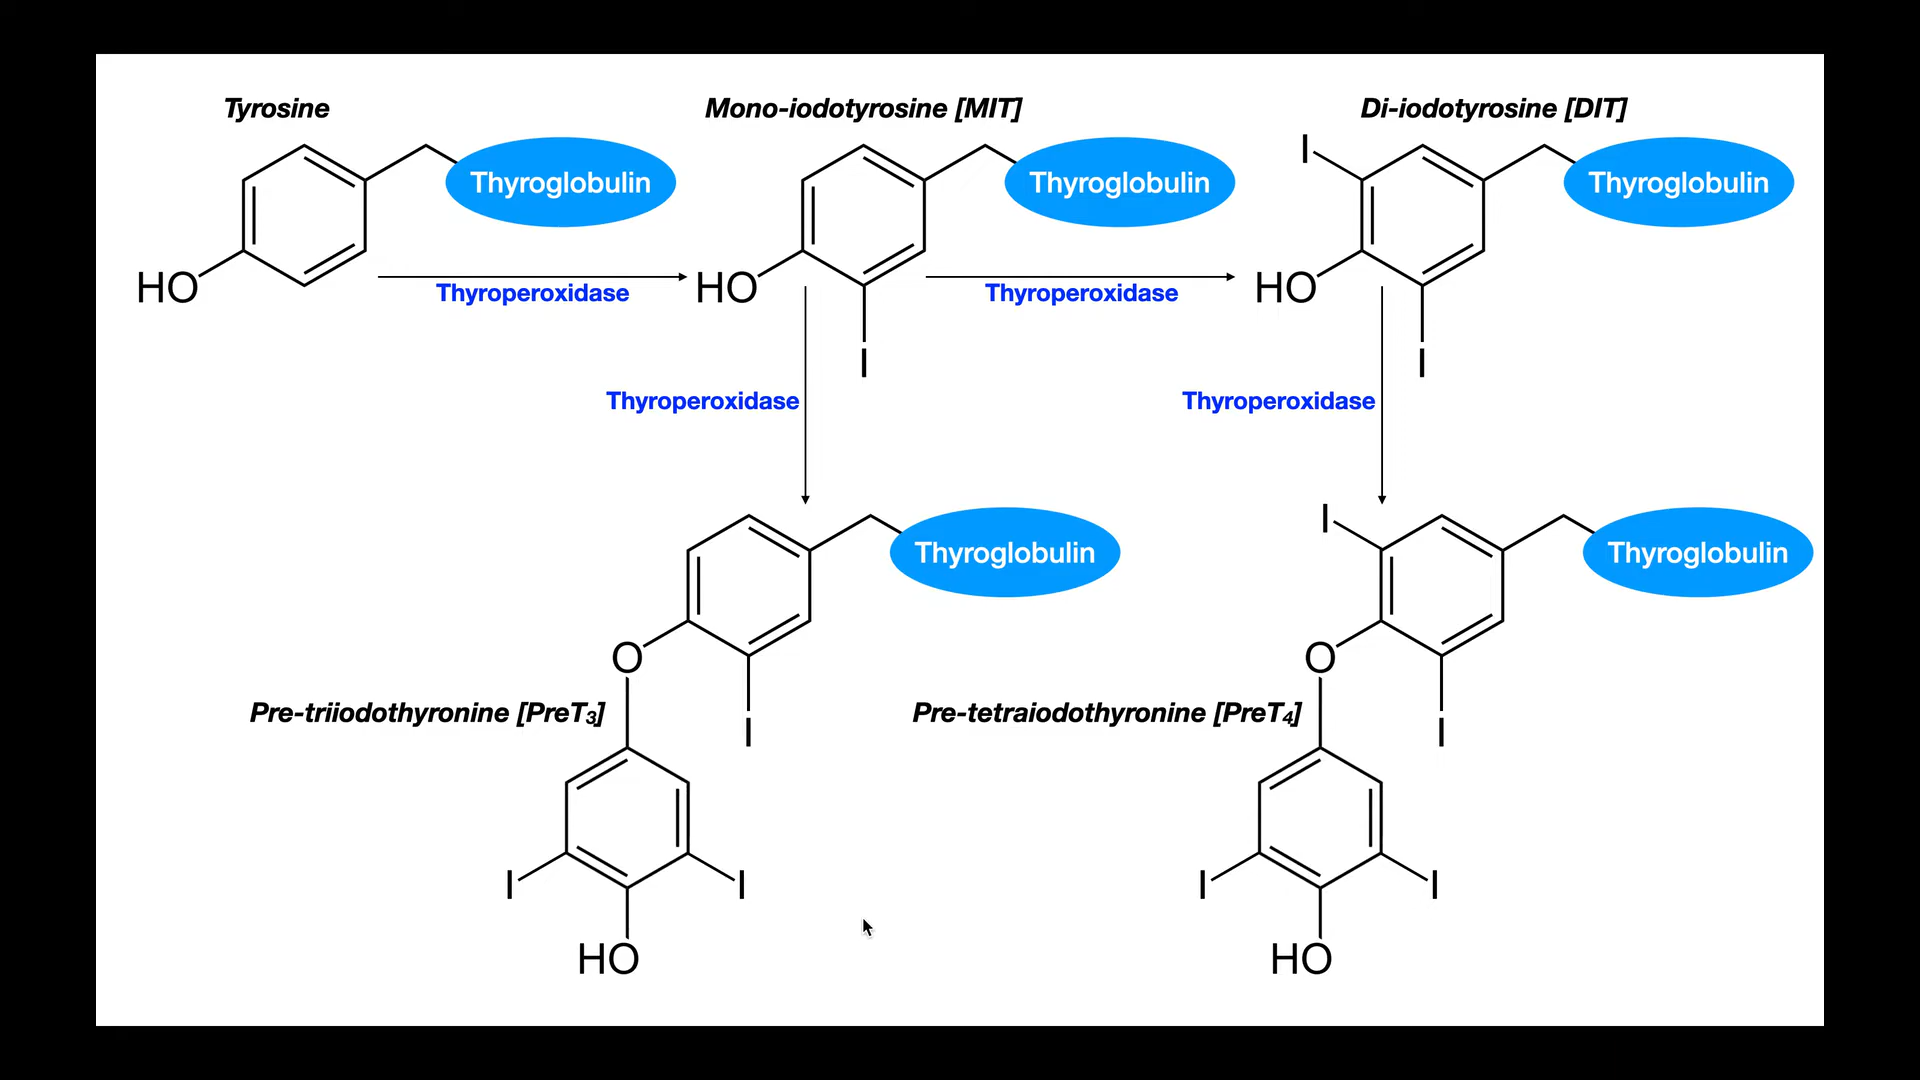 Tyrosine
Mono-iodotyrosine [MIT]
Di-iodotyrosine [DIT]
I
Thyroglobulin
Thyroglobulin
Thyroglobulin
HO
Thyroperoxidase
HO
Thyroperoxidase
HO
I
I
Thyroperoxidase
Thyroperoxidase
I
Thyroglobulin
Thyroglobulin
O
O
Pre-triiodothyronine [PreT₃]
I
Pre-tetraiodothyronine [PreT₄]
I
I
I
I
I
HO
HO